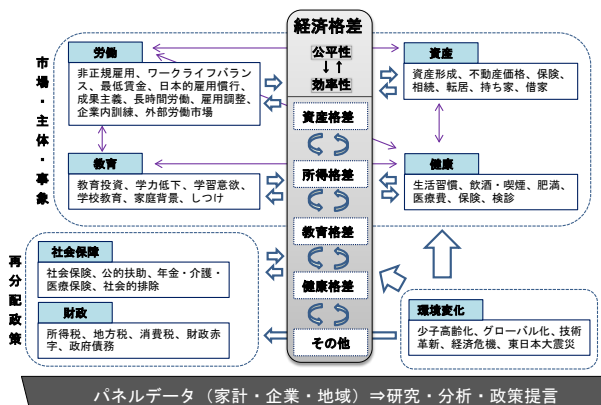 経済格差
公平性
↓↑
効率性
資産格差
所得格差
教育格差
健康格差
その他
市場・主体・事象
労働
非正規雇用、ワークライフバラン
ス、最低賃金、日本的雇用慣行、
成果主義、長時間労働、雇用調整、
企業内訓練、外部労働市場
資産
資産形成、不動産価格、保険、
相続、転居、持ち家、借家
教育
教育投資、学力低下、学習意欲、
学校教育、家庭背景、しつけ
健康
生活習慣、飲酒・喫煙、肥満、
医療費、保険、検診
再分配政策
社会保障
社会保険、公的扶助、年金・介護・
医療保険、社会的排除
財政
所得税、地方税、消費税、財政赤
字、政府債務
環境変化
少子高齢化、グローバル化、技術
革新、経済危機、東日本大震災
パネルデータ（家計・企業・地域）⇒研究・分析・政策提言